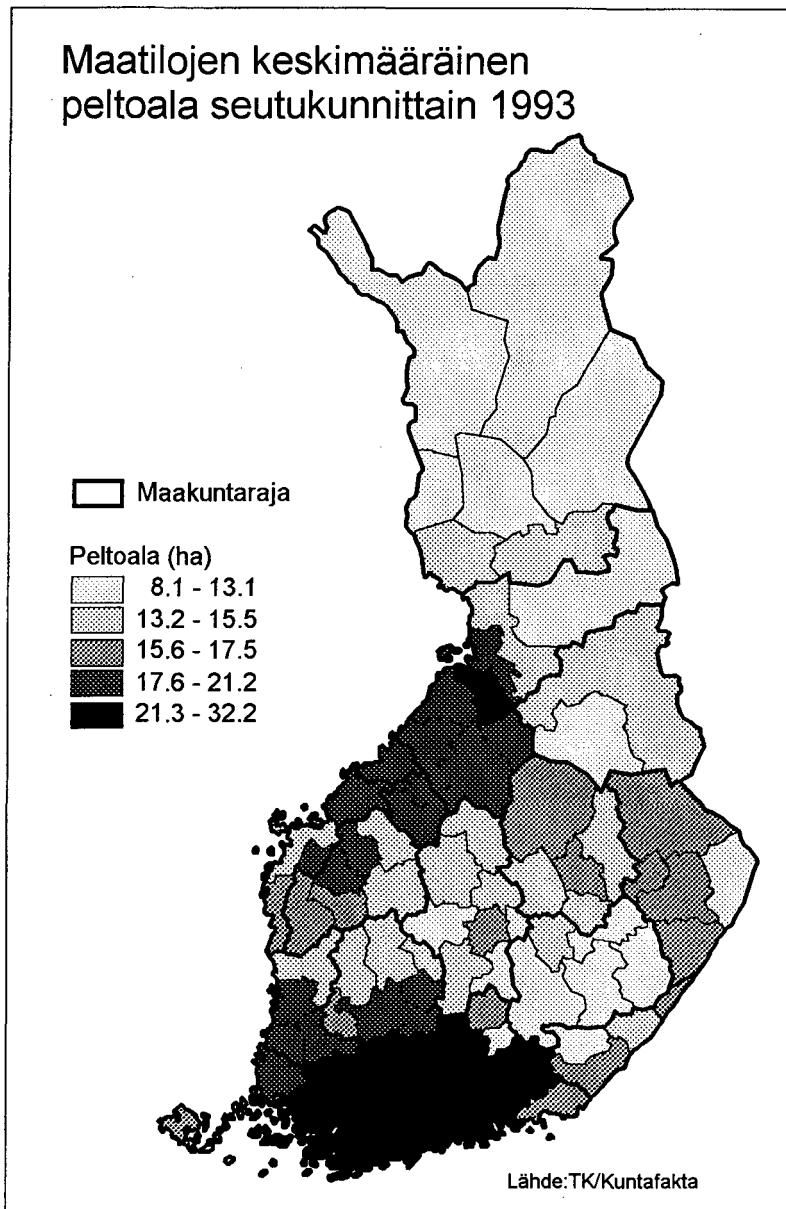 Maatilojen keskimääräinen
peltoala seutukunnittain 1993
Maakuntaraja
Peltoala (ha)
8.1 - 13.1
13.2 - 15.5
15.6 - 17.5
17.6 - 21.2
21.3 - 32.2
Lähde:TK/Kuntafakta